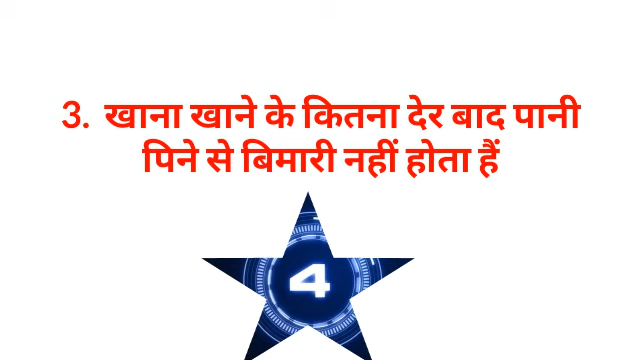 3. खाना खाने के कितना देर बाद पानी
पिने से बिमारी नहीं होता हैं
4